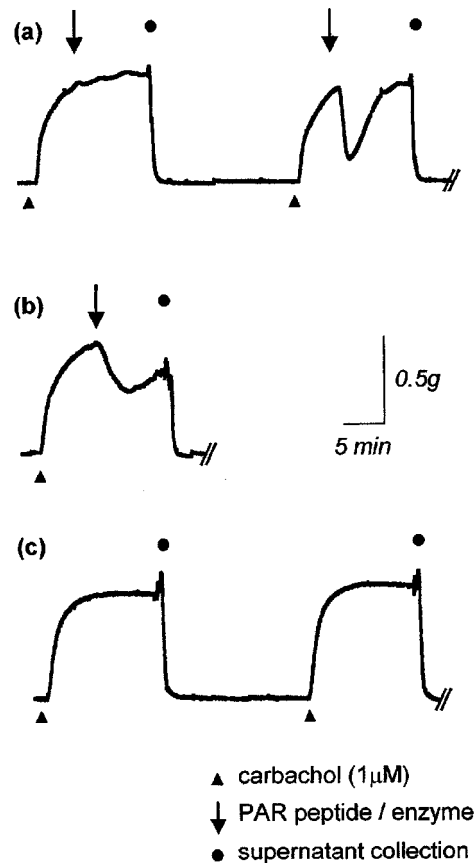 (a)
(b)
0.5g
5 min
(c)
carbachol (1µM)
PAR peptide / enzyme
supernatant collection